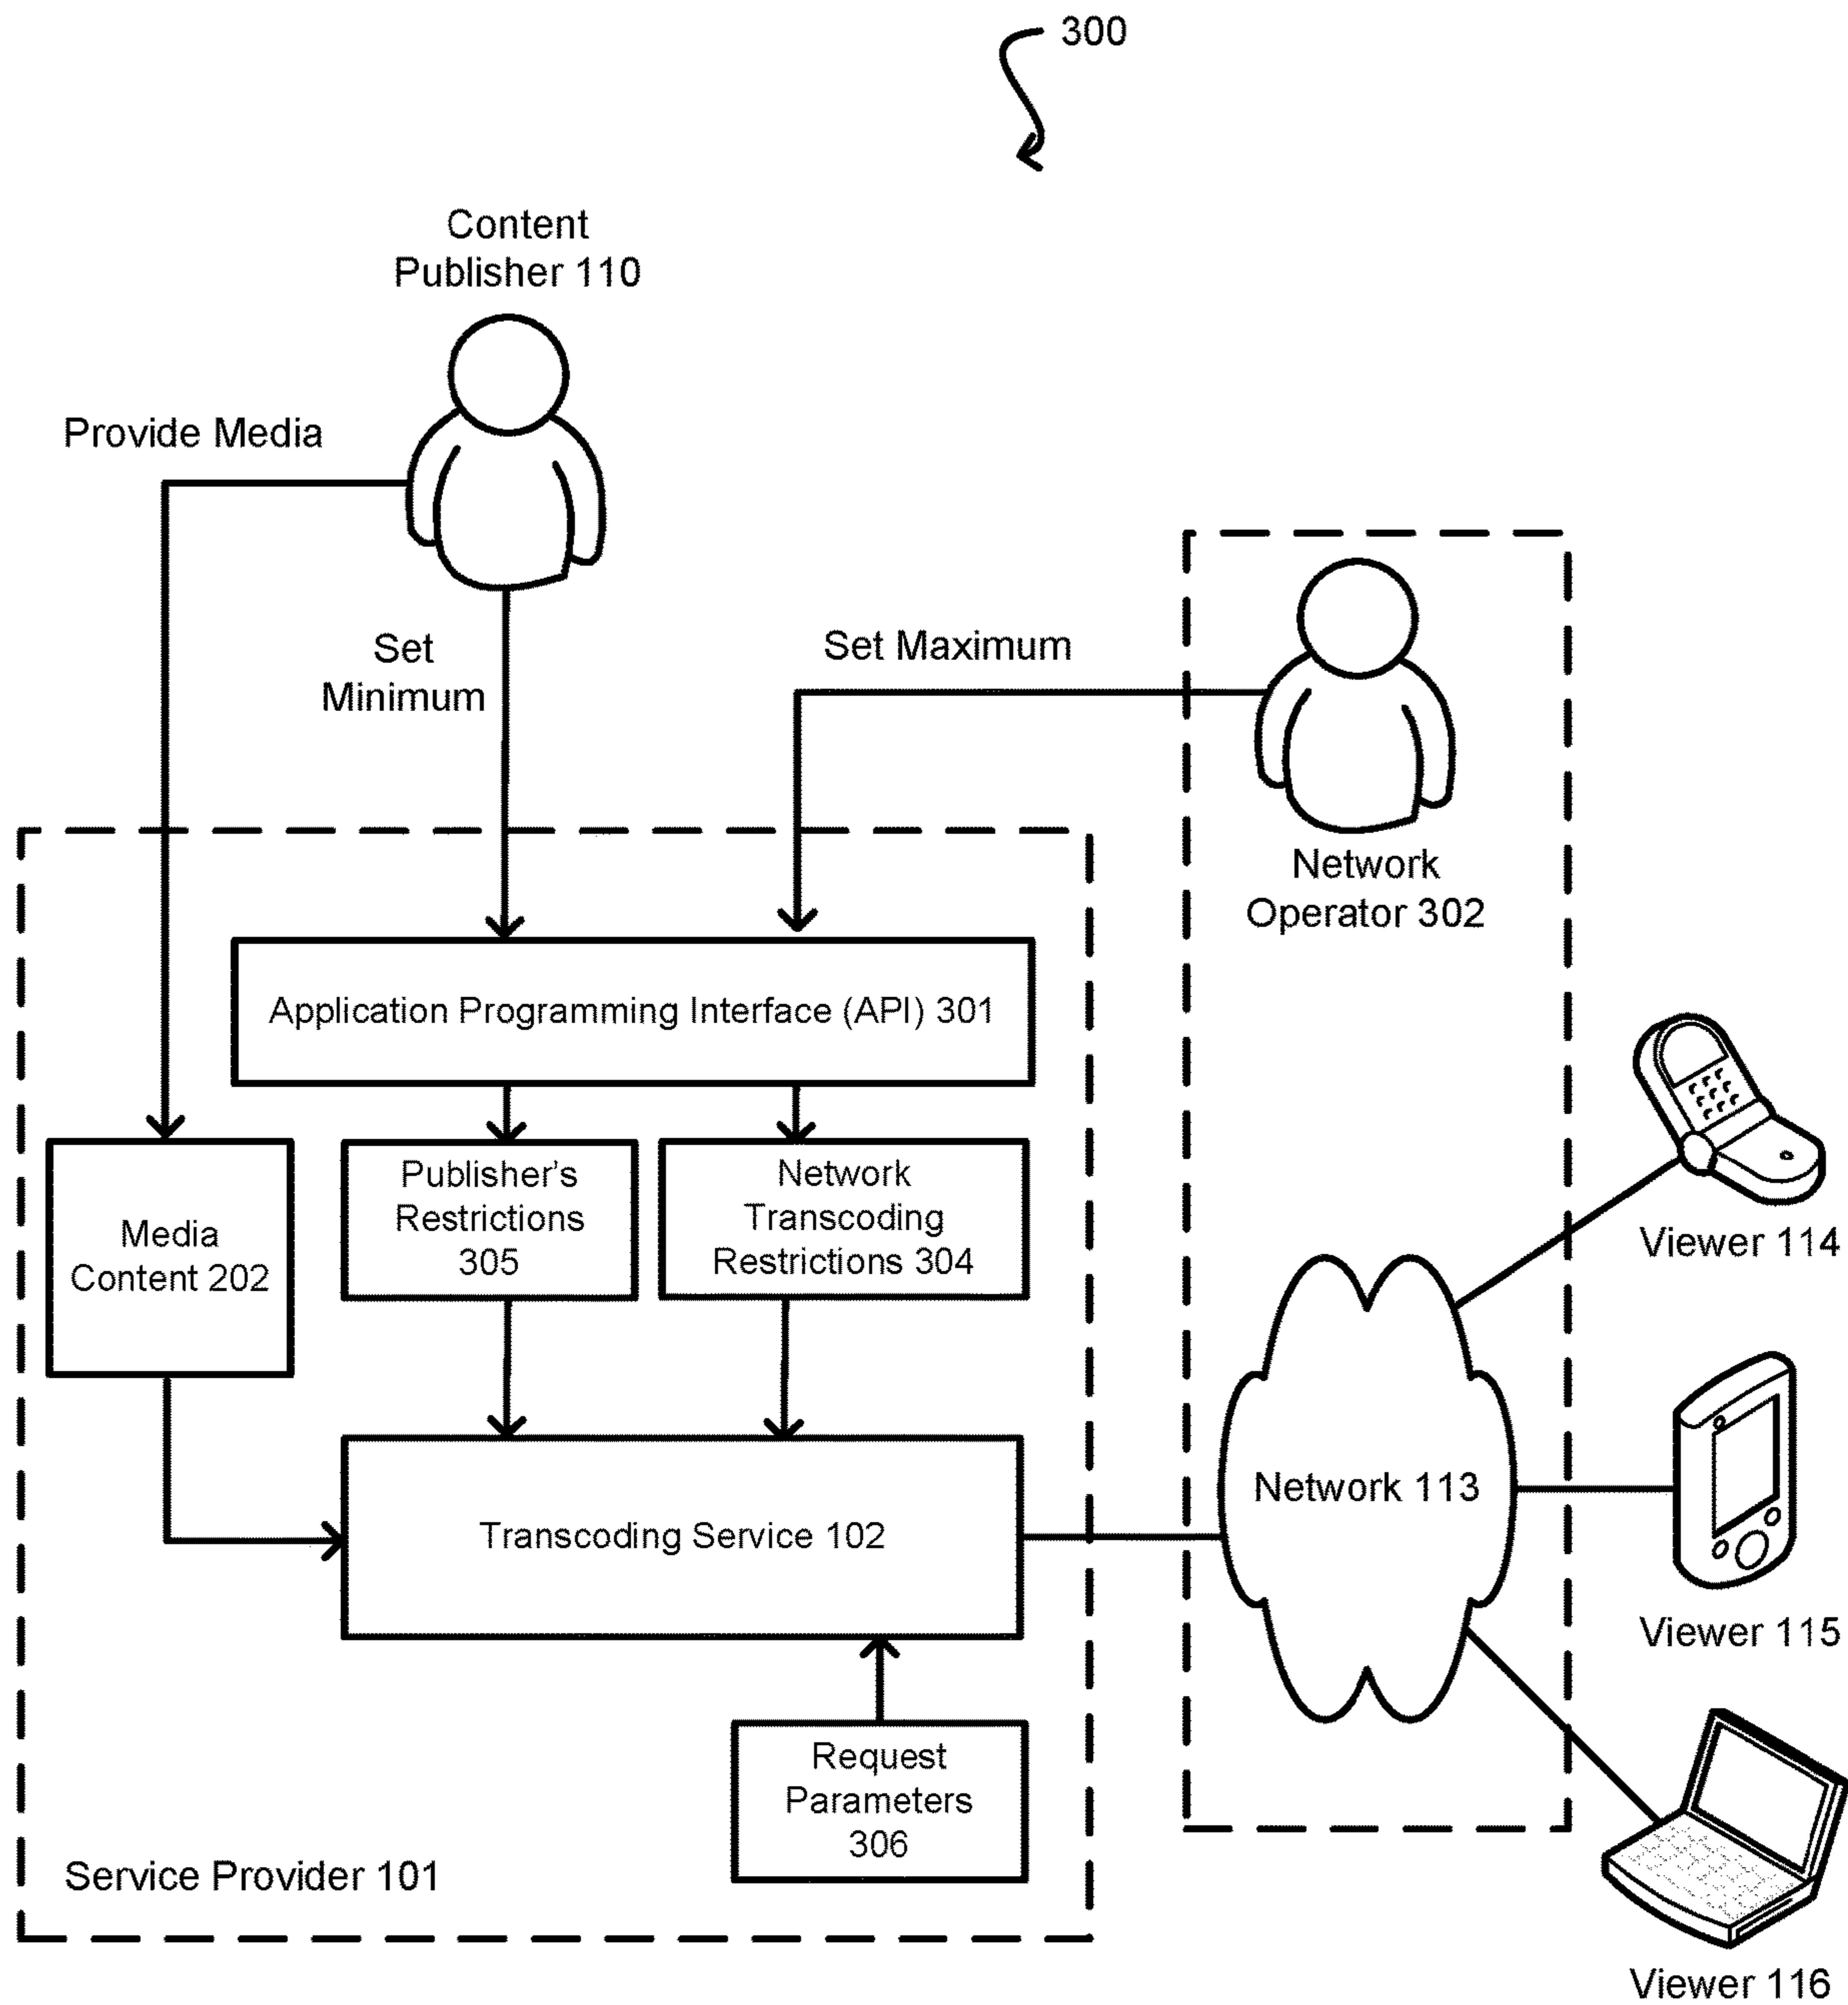 300
Content
Publisher 110
Provide Media
Set
Minimum
Set Maximum
Network
Operator 302
Application Programming Interface (API) 301
Media
Content 202
Publisher's
Restrictions
305
Network
Transcoding
Restrictions 304
Viewer 114
Transcoding Service 102
Network 113
Viewer 115
Request
Parameters
306
Service Provider 101
Viewer 116